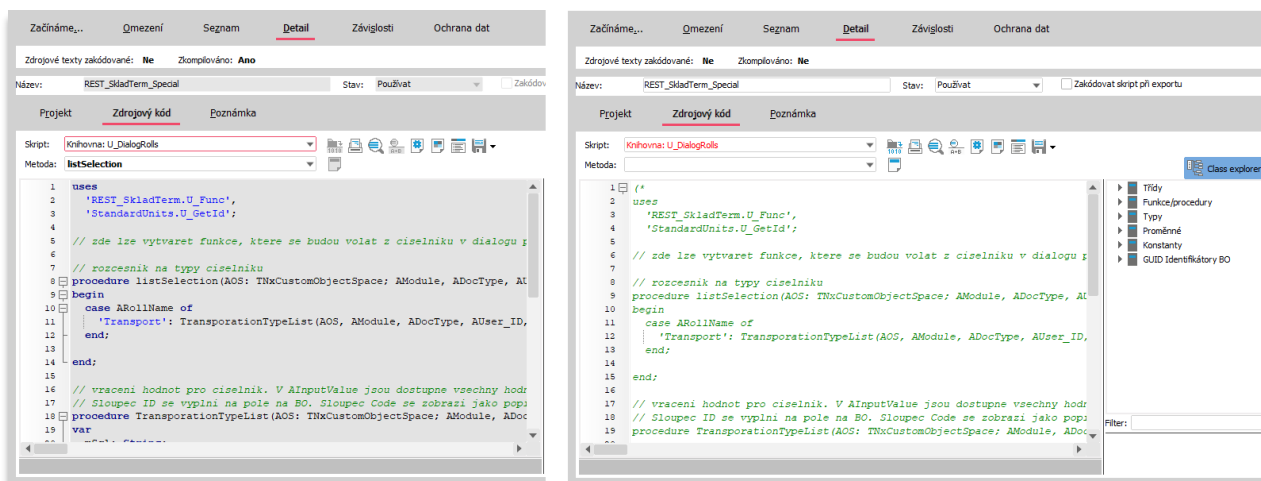 Začínáme... Omezení Seznam Detail Závislosti Ochrana dat
Zdrojové texty zakódované: Ne Zkompilováno: Ano
Název: REST_SkladTerm_Special Stav: Používat Zakódov
Projekt Zdrojový kód Poznámka
Skript: Knihovna: U_DialogRolls
Metoda: listSelection
1 uses
2 'REST_SkladTerm.U_Func',
3 'StandardUnits.U_GetId';
4
5 // zde lze vytvaret funkce, ktere se budou volat z ciselniku v dialogu p
6
7 // rozcesnik na typy ciselniku
8 procedure listSelection(AOS: TNxCustomObjectSpace; AModule, ADocType, AU
9 begin
10 case ARollName of
11 'Transport': TransporationTypeList(AOS, AModule, ADocType, AUser_ID,
12 end;
13
14 end;
15
16 // vraceni hodnot pro ciselnik. V AInputValue jsou dostupne vsechny hodn
17 // Sloupec ID se vyplni na pole na BO. Sloupec Code se zobrazi jako popi
18 procedure TransporationTypeList(AOS: TNxCustomObjectSpace; AModule, ADoc
19 var
Začínáme... Omezení Seznam Detail Závislosti Ochrana dat
Zdrojové texty zakódované: Ne Zkompilováno: Ne
Název: REST_SkladTerm_Special Stav: Používat Zakódovat skript při exportu
Projekt Zdrojový kód Poznámka
Skript: Knihovna: U_DialogRolls
Metoda:
Class explorer
1 (*
2 uses
3 'REST_SkladTerm.U_Func',
4 'StandardUnits.U_GetId';
5
6 // zde lze vytvaret funkce, ktere se budou volat z ciselniku v dialogu p
7
8 // rozcesnik na typy ciselniku
9 procedure listSelection(AOS: TNxCustomObjectSpace; AModule, ADocType, AU
10 begin
11 case ARollName of
12 'Transport': TransporationTypeList(AOS, AModule, ADocType, AUser_ID,
13 end;
14
15 end;
16
17 // vraceni hodnot pro ciselnik. V AInputValue jsou dostupne vsechny hodn
18 // Sloupec ID se vyplni na pole na BO. Sloupec Code se zobrazi jako popi
19 procedure TransporationTypeList(AOS: TNxCustomObjectSpace; AModule, ADoc
Třídy
Funkce/procedury
Typy
Proměnné
Konstanty
GUID Identifikátory BO
Filter: